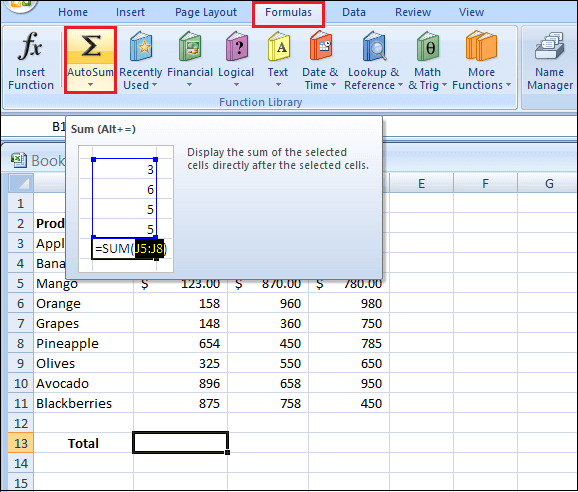 Home Insert Page Layout Formulas Data Review View
fx Σ A θ
Insert Function AutoSum Recently Used Financial Logical Text Date & Time Lookup & Reference Math & Trig More Functions Name Manager
Function Library
B1
Sum (Alt+=)
Display the sum of the selected
cells directly after the selected cells.
3
6
5
5
=SUM(J5:J8)
Book
E F G
1
2 Prod
3 Appl
4 Bana
5 Mango $ 123.00 $ 870.00 $ 780.00
6 Orange 158 960 980
7 Grapes 148 360 750
8 Pineapple 654 450 785
9 Olives 325 550 650
10 Avocado 896 658 950
11 Blackberries 875 758 450
12
13 Total
14
15